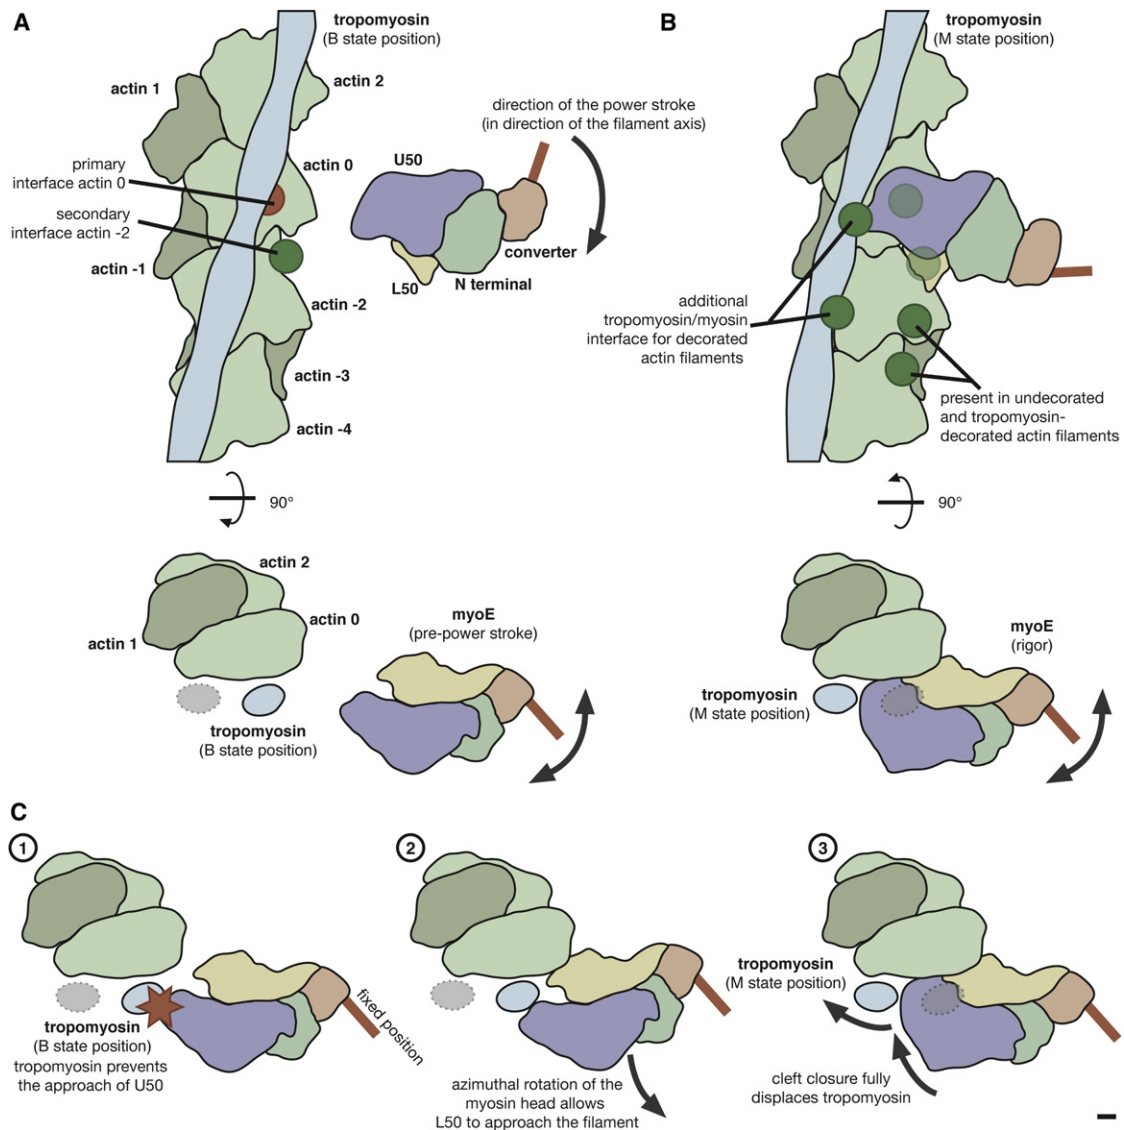 A
tropomyosin
(B state position)
actin 1
actin 2
primary
interface actin 0
actin 0
secondary
interface actin -2
actin -1
actin -2
actin -3
actin -4
U50
direction of the power stroke
(in direction of the filament axis)
converter
L50
N terminal
90°
actin 2
actin 0
actin 1
tropomyosin
(B state position)
myoE
(pre-power stroke)
B
tropomyosin
(M state position)
additional
tropomyosin/myosin
interface for decorated
actin filaments
present in undecorated
and tropomyosin-
decorated actin filaments
90°
myoE
(rigor)
tropomyosin
(M state position)
C
1
tropomyosin
(B state position)
tropomyosin prevents
the approach of U50
fixed position
2
azimuthal rotation of the
myosin head allows
L50 to approach the filament
3
tropomyosin
(M state position)
cleft closure fully
displaces tropomyosin